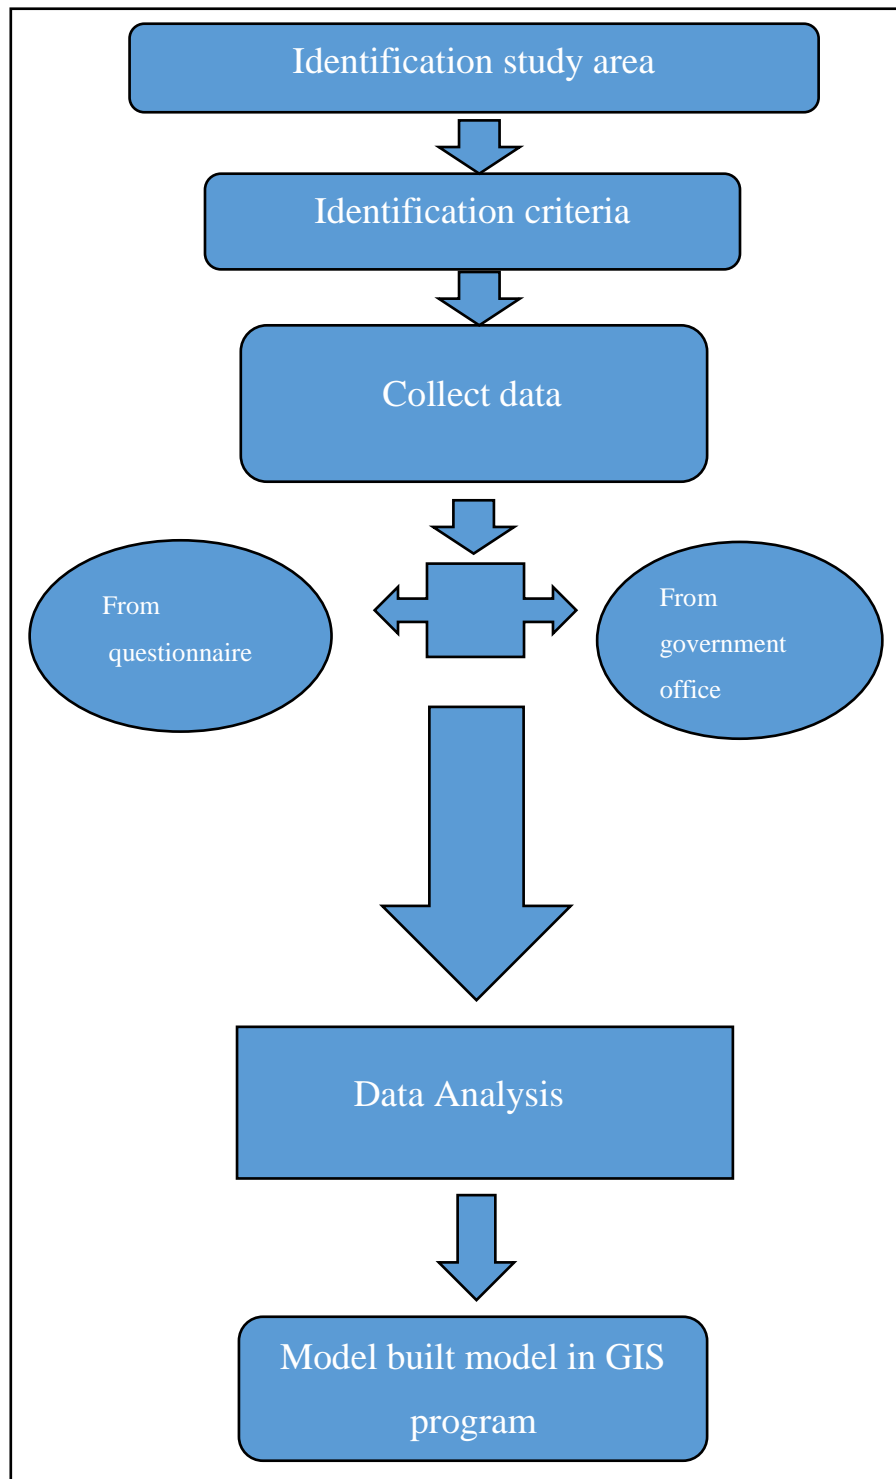 Identification study area
Identification criteria
Collect data
From
questionnaire
From
government
office
Data Analysis
Model built model in GIS
program